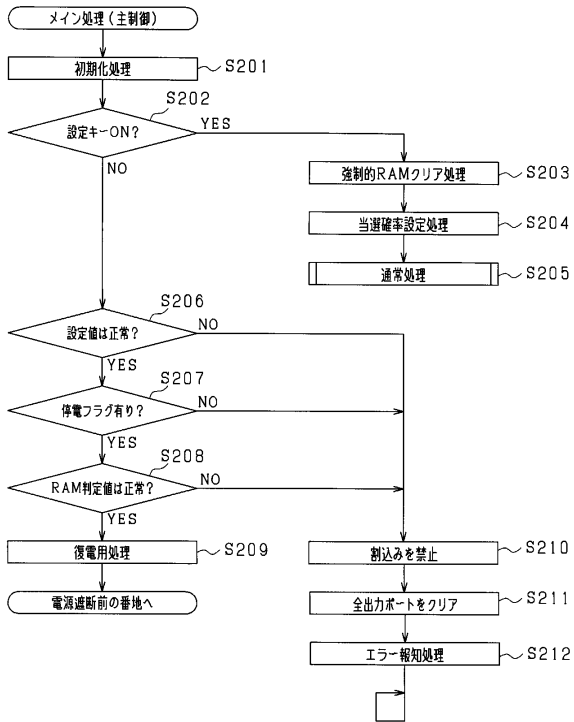 メイン処理(主制御)
初期化処理
S201
S202
設定キーON?
YES
NO
強制的RAMクリア処理
S203
当選確率設定処理
S204
通常処理
S205
S206
設定値は正常?
NO
YES
S207
停電フラグ有り?
NO
YES
S208
RAM判定値は正常?
NO
YES
復電用処理
S209
電源遮断前の番地へ
割込みを禁止
S210
全出力ポートをクリア
S211
エラー報知処理
S212